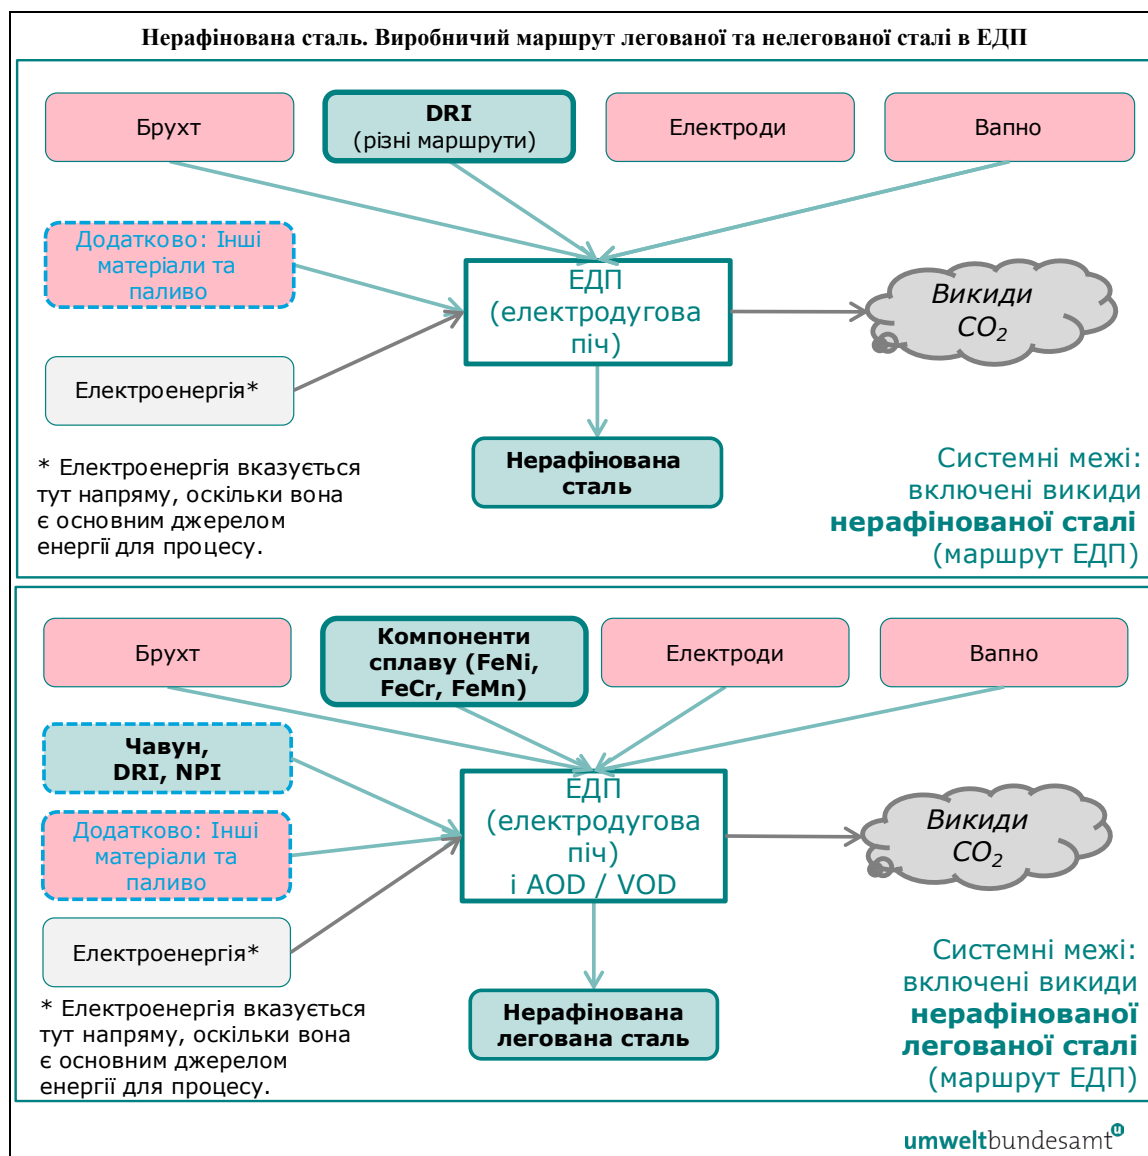 Нерафінована сталь. Виробничий маршрут легованої та нелегованої сталі в ЕДП
Брухт
DRI
(різні маршрути)
Електроди
Вапно
Додатково: Інші
матеріали та
паливо
ЕДП
(електродугова
піч)
Викиди
CO₂
Електроенергія*
Нерафінована
сталь
* Електроенергія вказується
тут напряму, оскільки вона
є основним джерелом
енергії для процесу.
Системні межі:
включені викиди
нерафінованої сталі
(маршрут ЕДП)
Брухт
Компоненти
сплаву (FeNi,
FeCr, FeMn)
Електроди
Вапно
Чавун,
DRI, NPI
Додатково: Інші
матеріали та
паливо
ЕДП
(електродугова
піч)
і AOD / VOD
Викиди
CO₂
Електроенергія*
Нерафінована
легована сталь
* Електроенергія вказується
тут напряму, оскільки вона
є основним джерелом
енергії для процесу.
Системні межі:
включені викиди
нерафінованої
легованої сталі
(маршрут ЕДП)
umweltbundesamt